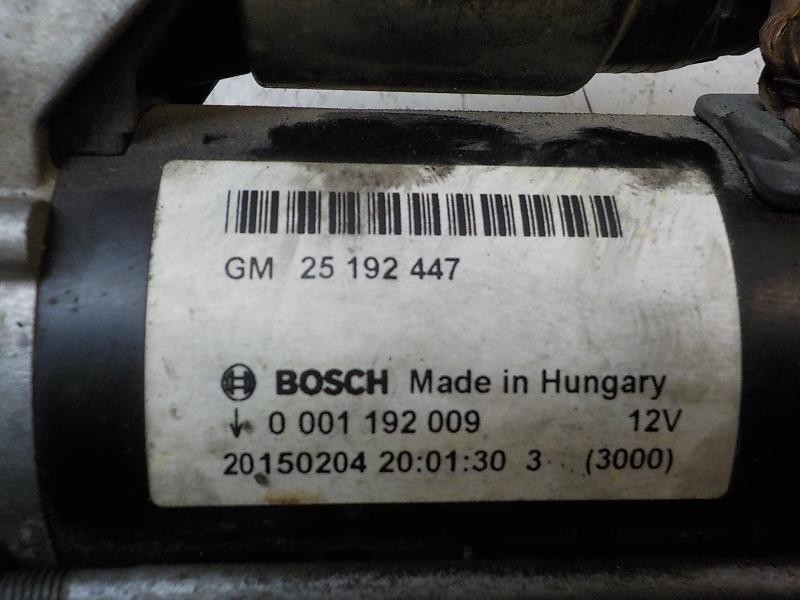 GM 25 192 447
BOSCH Made in Hungary
↓ 0 001 192 009 12V
20150204 20:01:30 3 (3000)